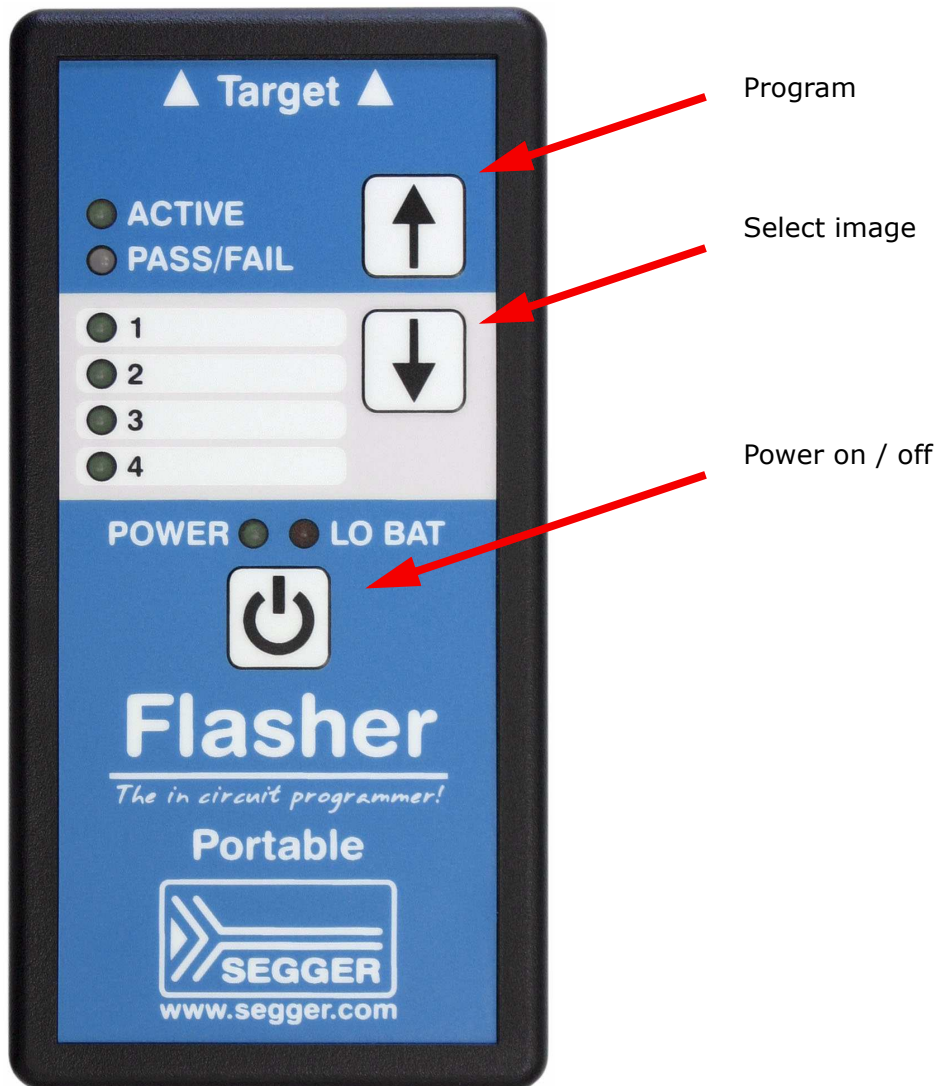 Target
Program
ACTIVE
PASS/FAIL
Select image
1
2
3
4
Power on / off
POWER LO BAT
Flasher
The in circuit programmer!
Portable
SEGGER
www.segger.com